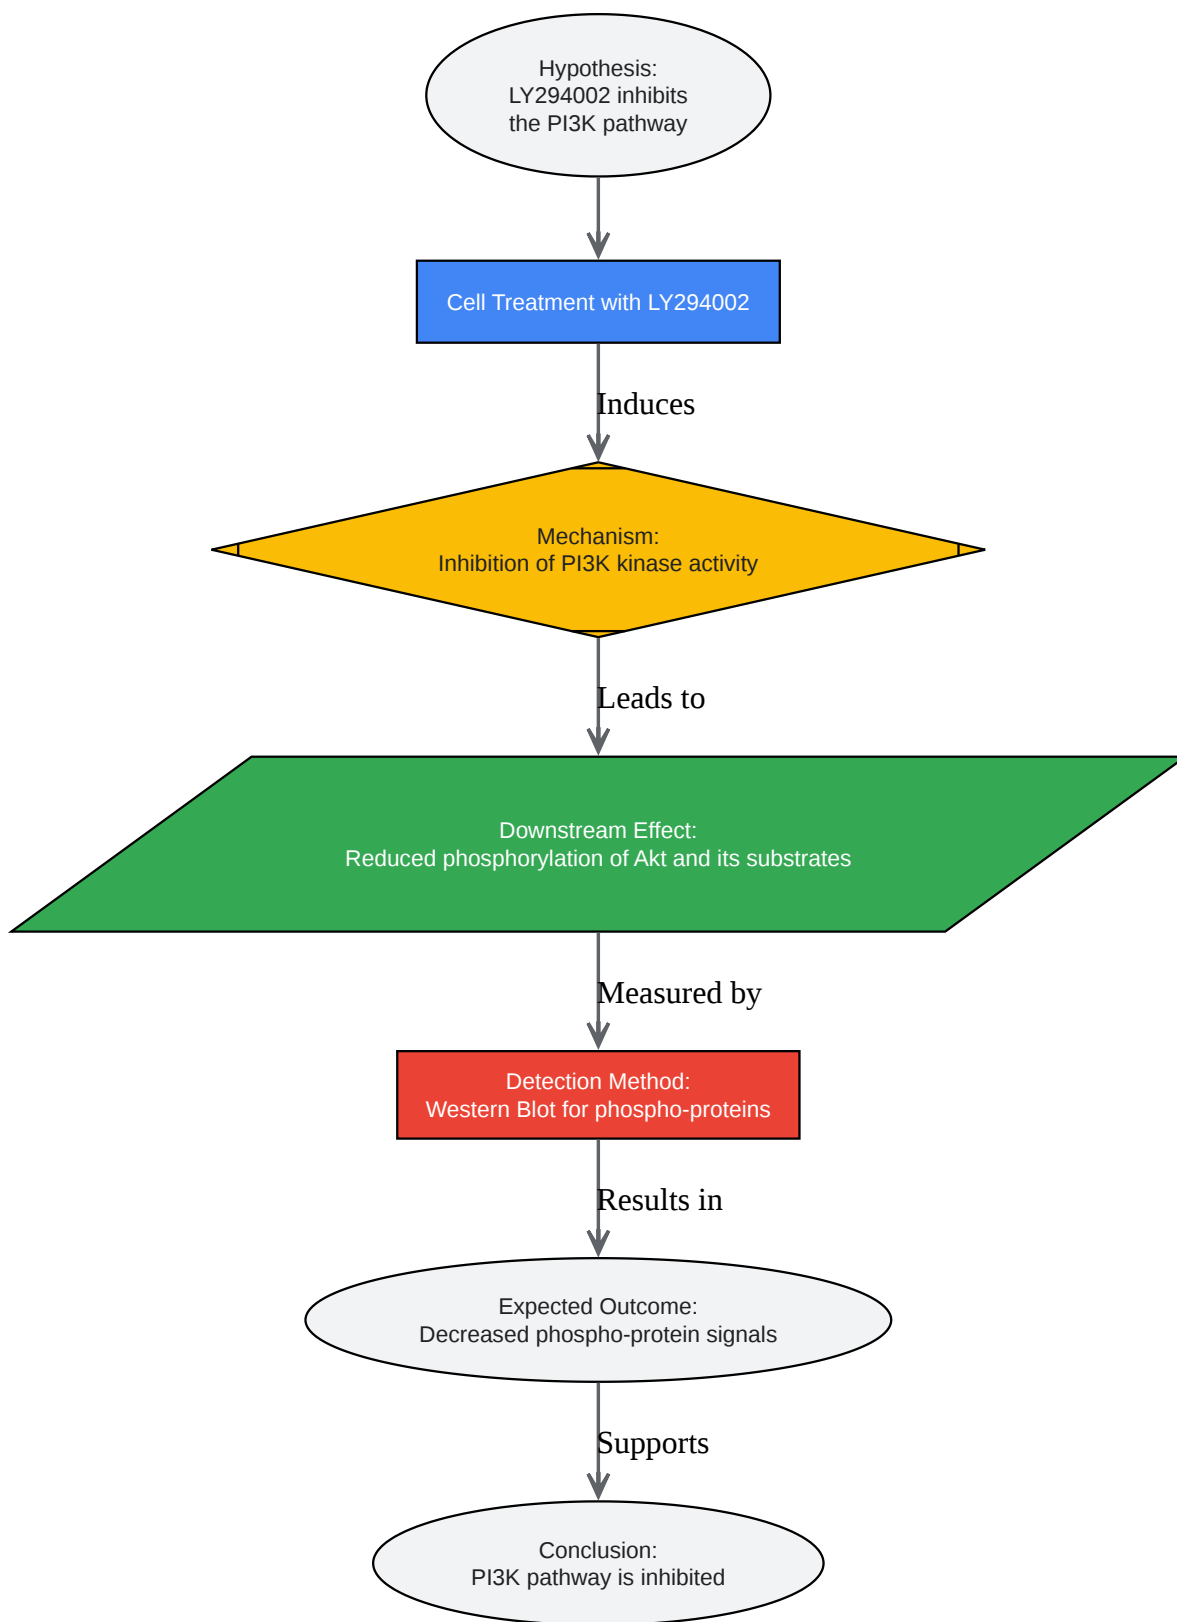 Hypothesis:
LY294002 inhibits
the PI3K pathway
Cell Treatment with LY294002
Induces
Mechanism:
Inhibition of PI3K kinase activity
Leads to
Downstream Effect:
Reduced phosphorylation of Akt and its substrates
Measured by
Detection Method:
Western Blot for phospho-proteins
Results in
Expected Outcome:
Decreased phospho-protein signals
Supports
Conclusion:
PI3K pathway is inhibited